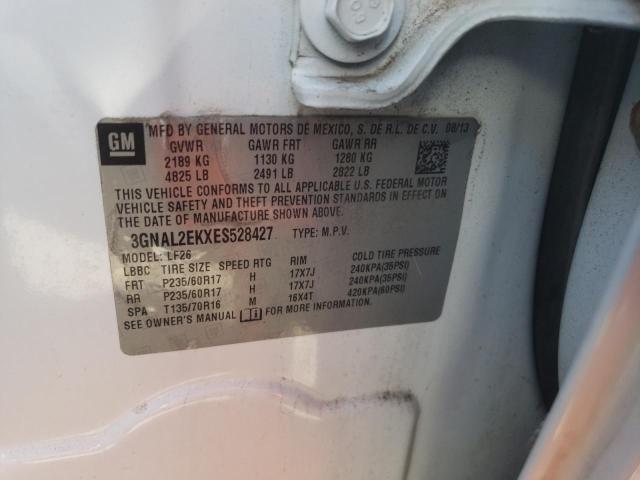 GM
MFD BY GENERAL MOTORS DE MEXICO, S. DE R.L. DE C.V. 08/13
GVWR GAWR FRT GAWR RR
2189 KG 1130 KG 1280 KG
4825 LB 2491 LB 2822 LB
THIS VEHICLE CONFORMS TO ALL APPLICABLE U.S. FEDERAL MOTOR
VEHICLE SAFETY AND THEFT PREVENTION STANDARDS IN EFFECT ON
THE DATE OF MANUFACTURE SHOWN ABOVE.
3GNAL2EKXES528427 TYPE: M.P.V.
MODEL: LF26
LBBC TIRE SIZE SPEED RTG RIM COLD TIRE PRESSURE
FRT P235/60R17 H 17X7J 240KPA(35PSI)
RR P235/60R17 H 17X7J 240KPA(35PSI)
SPA T135/70R16 M 16X4T 420KPA(60PSI)
SEE OWNER'S MANUAL FOR MORE INFORMATION.